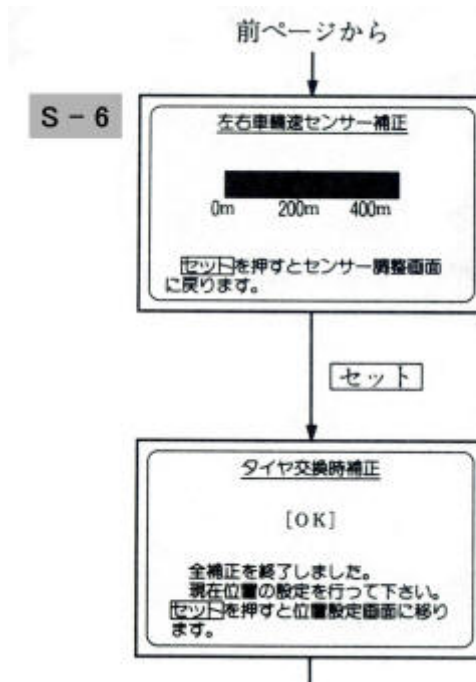 前ページから
S - 6
左右車輪速センサー補正
0m 200m 400m
セットを押すとセンサー調整画面
に戻ります。
セット
タイヤ交換時補正
[OK]
全補正を終了しました。
現在位置の設定を行って下さい。
セットを押すと位置設定画面に移り
ます。